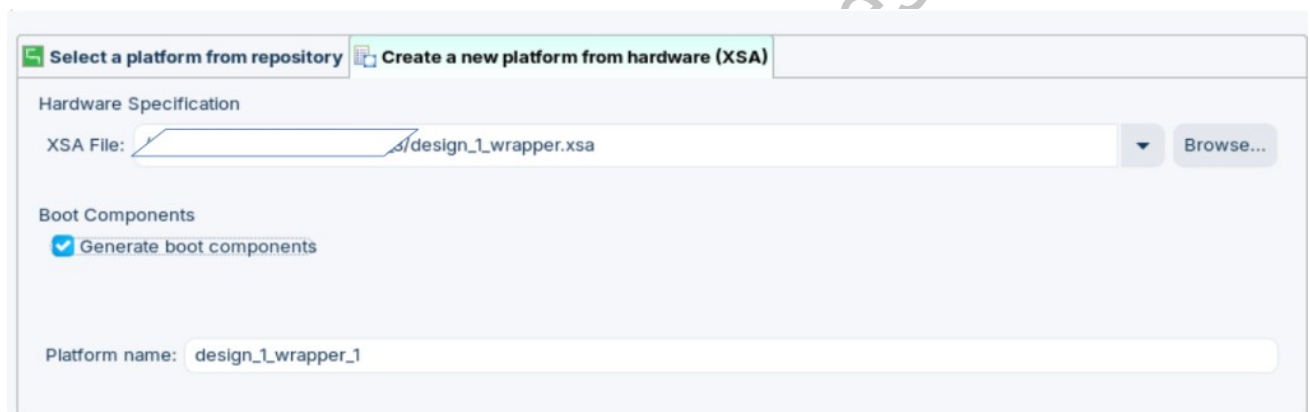 Select a platform from repository Create a new platform from hardware (XSA)
Hardware Specification
XSA File: /design_1_wrapper.xsa Browse...
Boot Components
Generate boot components
Platform name: design_1_wrapper_1